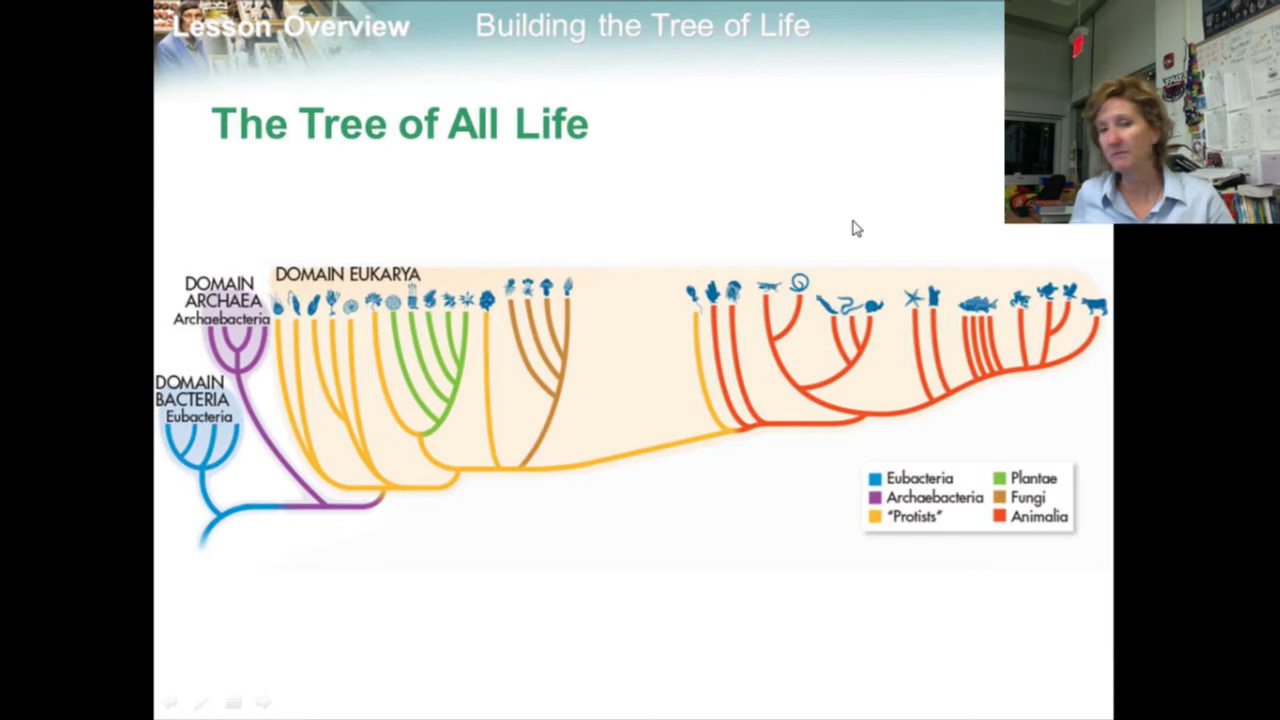 Lesson Overview
Building the Tree of Life
The Tree of All Life
DOMAIN EUKARYA
DOMAIN
ARCHAEA
Archaebacteria
DOMAIN
BACTERIA
Eubacteria
Eubacteria
Archaebacteria
"Protists"
Plantae
Fungi
Animalia